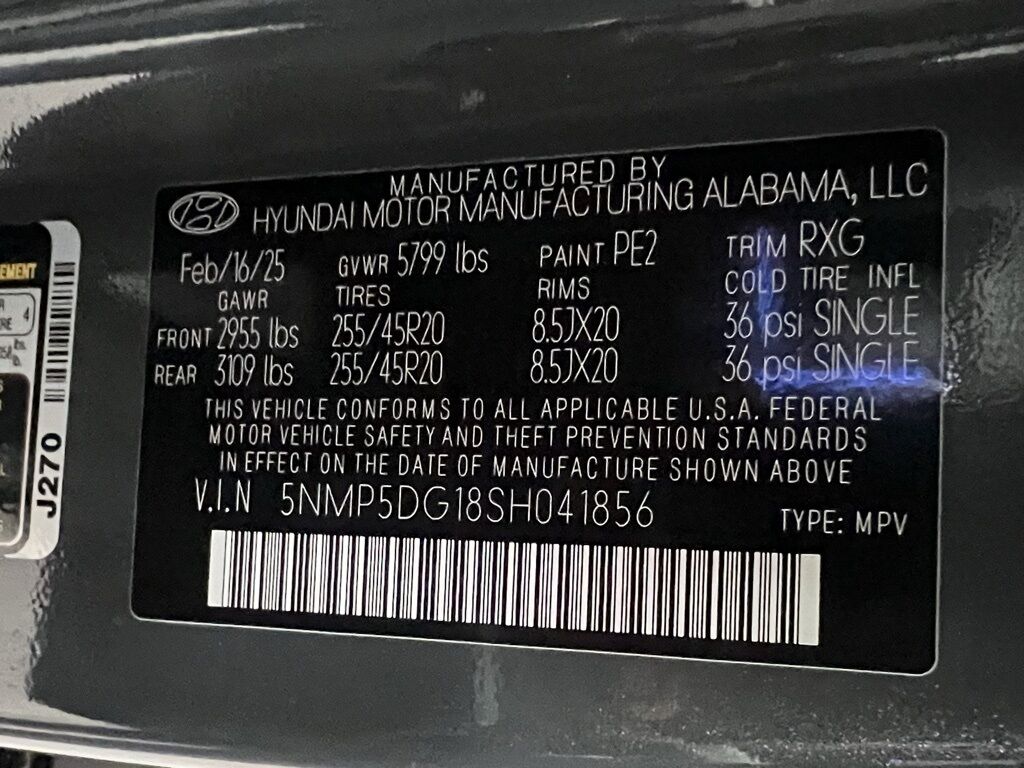 MANUFACTURED BY
HYUNDAI MOTOR MANUFACTURING ALABAMA, LLC
Feb/16/25 GVWR 5799 lbs PAINT PE2 TRIM RXG
GAWR TIRES RIMS COLD TIRE INFL
FRONT 2955 lbs 255/45R20 8.5JX20 36 psi SINGLE
REAR 3109 lbs 255/45R20 8.5JX20 36 psi SINGLE
THIS VEHICLE CONFORMS TO ALL APPLICABLE U.S.A. FEDERAL
MOTOR VEHICLE SAFETY AND THEFT PREVENTION STANDARDS
IN EFFECT ON THE DATE OF MANUFACTURE SHOWN ABOVE
V.I.N 5NMP5DG18SH041856 TYPE: MPV
4
J270